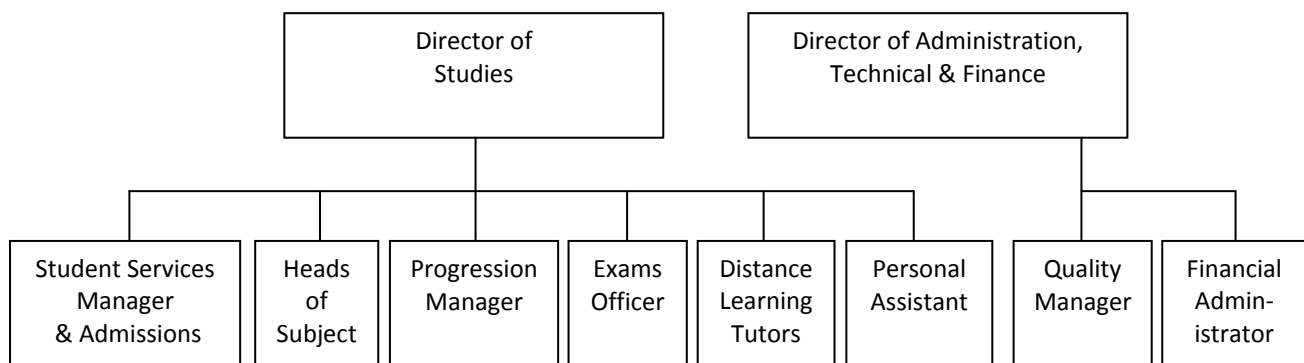 Director of
Studies
Director of Administration,
Technical & Finance
Student Services
Manager
& Admissions
Heads
of
Subject
Progression
Manager
Exams
Officer
Distance
Learning
Tutors
Personal
Assistant
Quality
Manager
Financial
Admin-
istrator